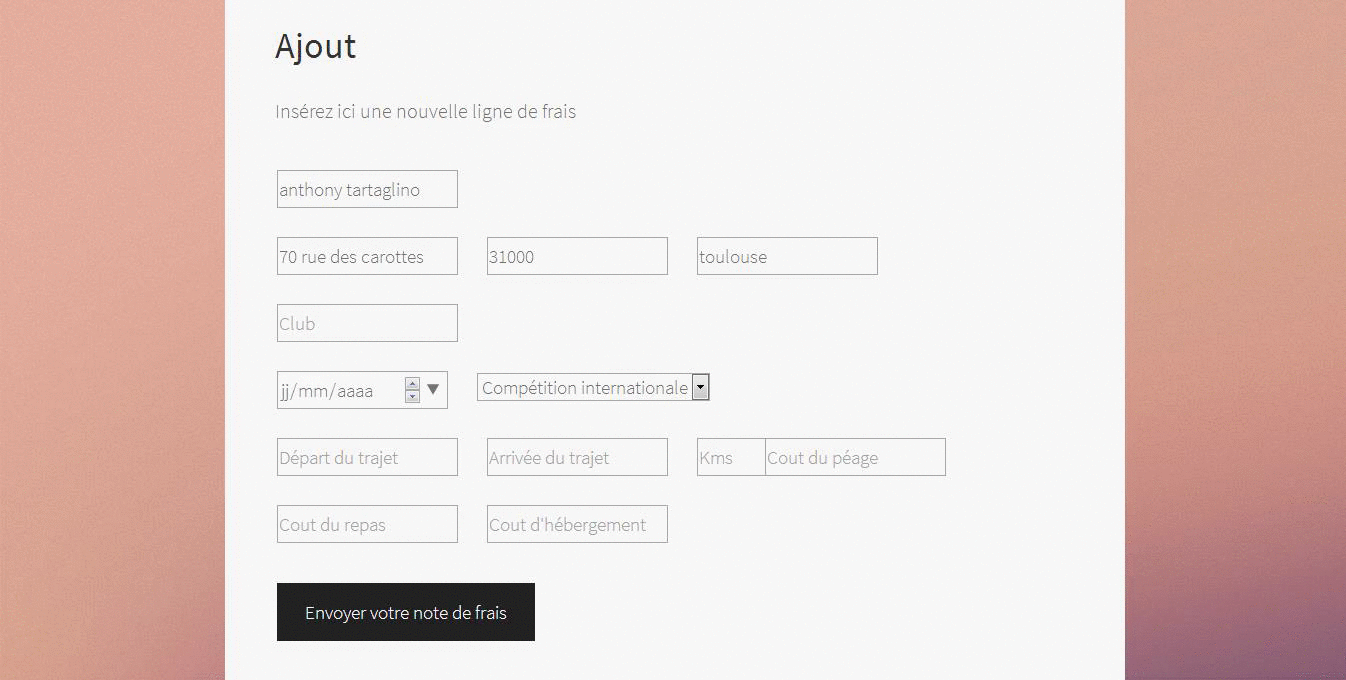 Ajout
Insérez ici une nouvelle ligne de frais
anthony tartaglino
70 rue des carottes 31000 toulouse
Club
jj/mm/aaaa Compétition internationale
Départ du trajet Arrivée du trajet Kms Cout du péage
Cout du repas Cout d'hébergement
Envoyer votre note de frais